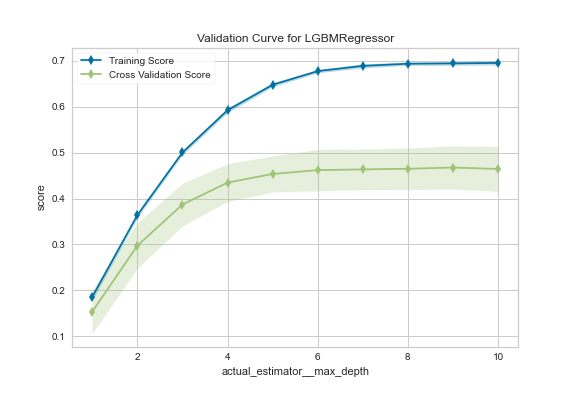 Validation Curve for LGBMRegressor
Training Score
Cross Validation Score
0.7
0.6
0.5
0.4
0.3
0.2
0.1
score
2 4 6 8 10
actual_estimator__max_depth